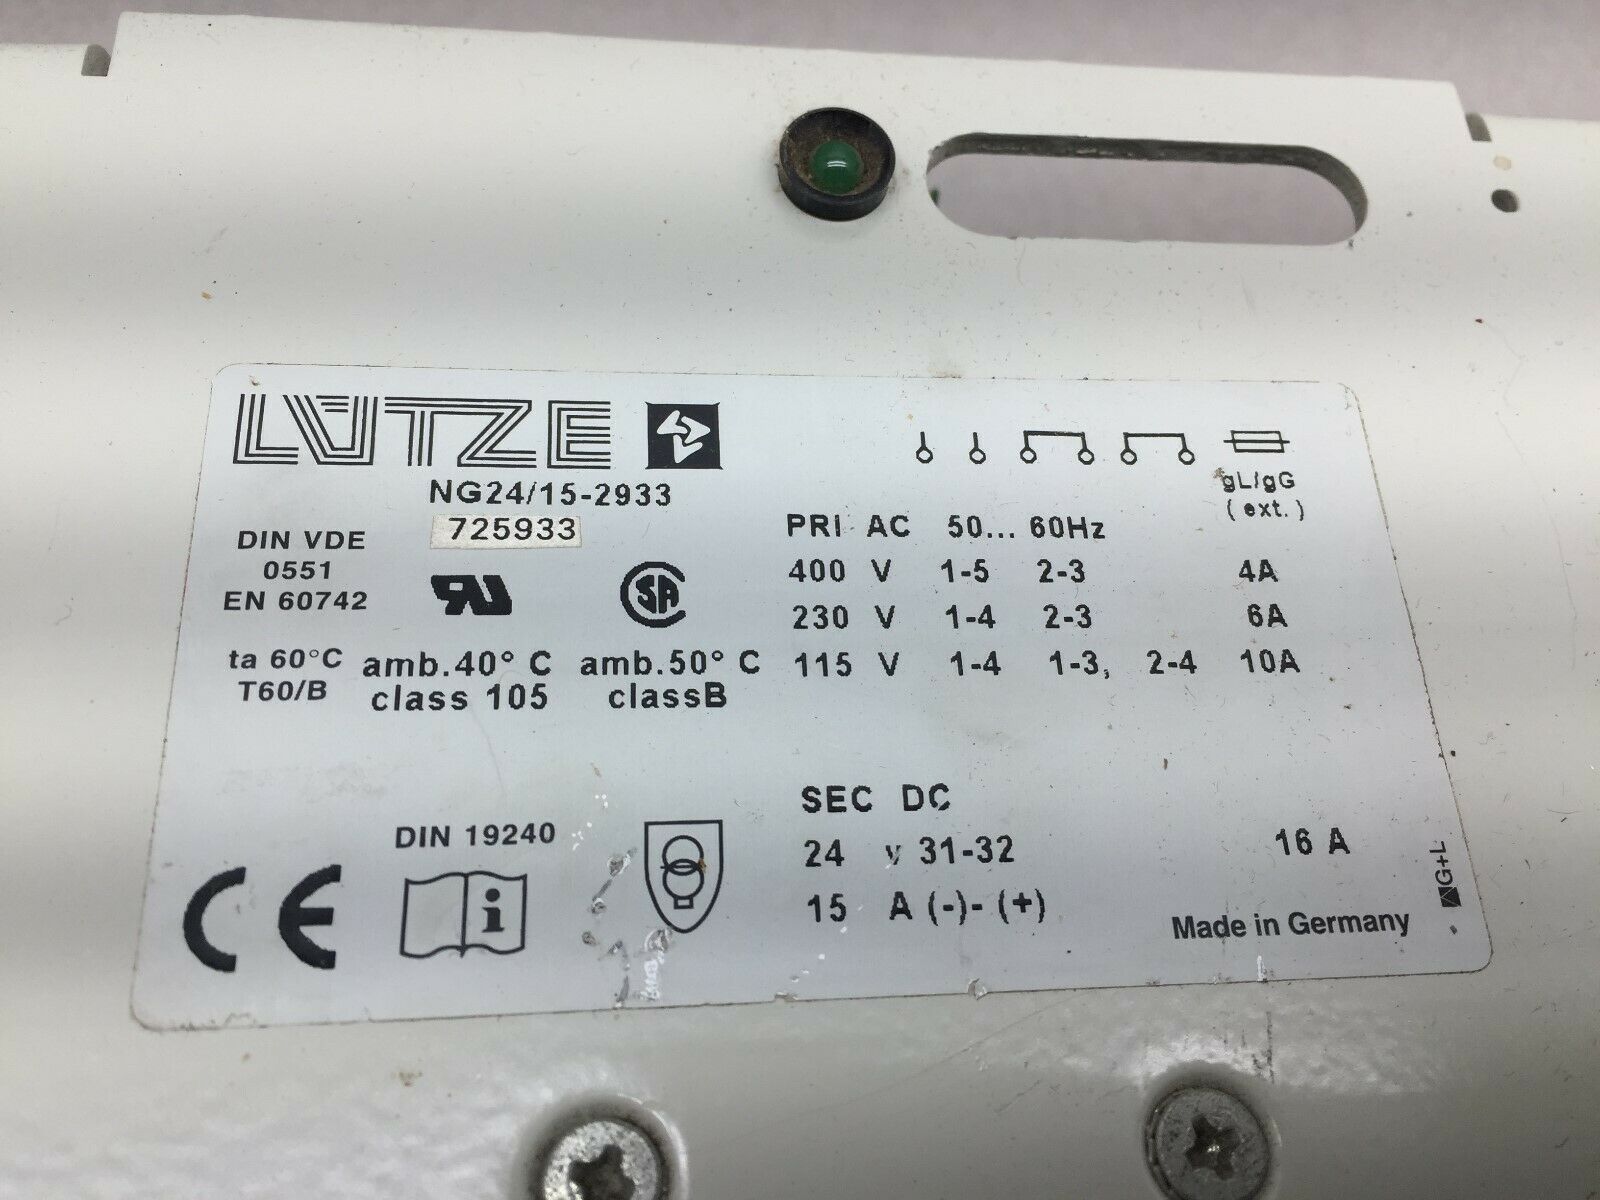 LÜTZE
NG24/15-2933
725933
DIN VDE
0551
EN 60742
RU
SA
ta 60°C
T60/B
amb.40° C
class 105
amb.50° C
classB
gL/gG
(ext.)
PRI AC 50... 60Hz
400 V 1-5 2-3 4A
230 V 1-4 2-3 6A
115 V 1-4 1-3, 2-4 10A
DIN 19240
CE
i
SEC DC
24 V 31-32 16 A
15 A (-)-(+)
Made in Germany
G+L